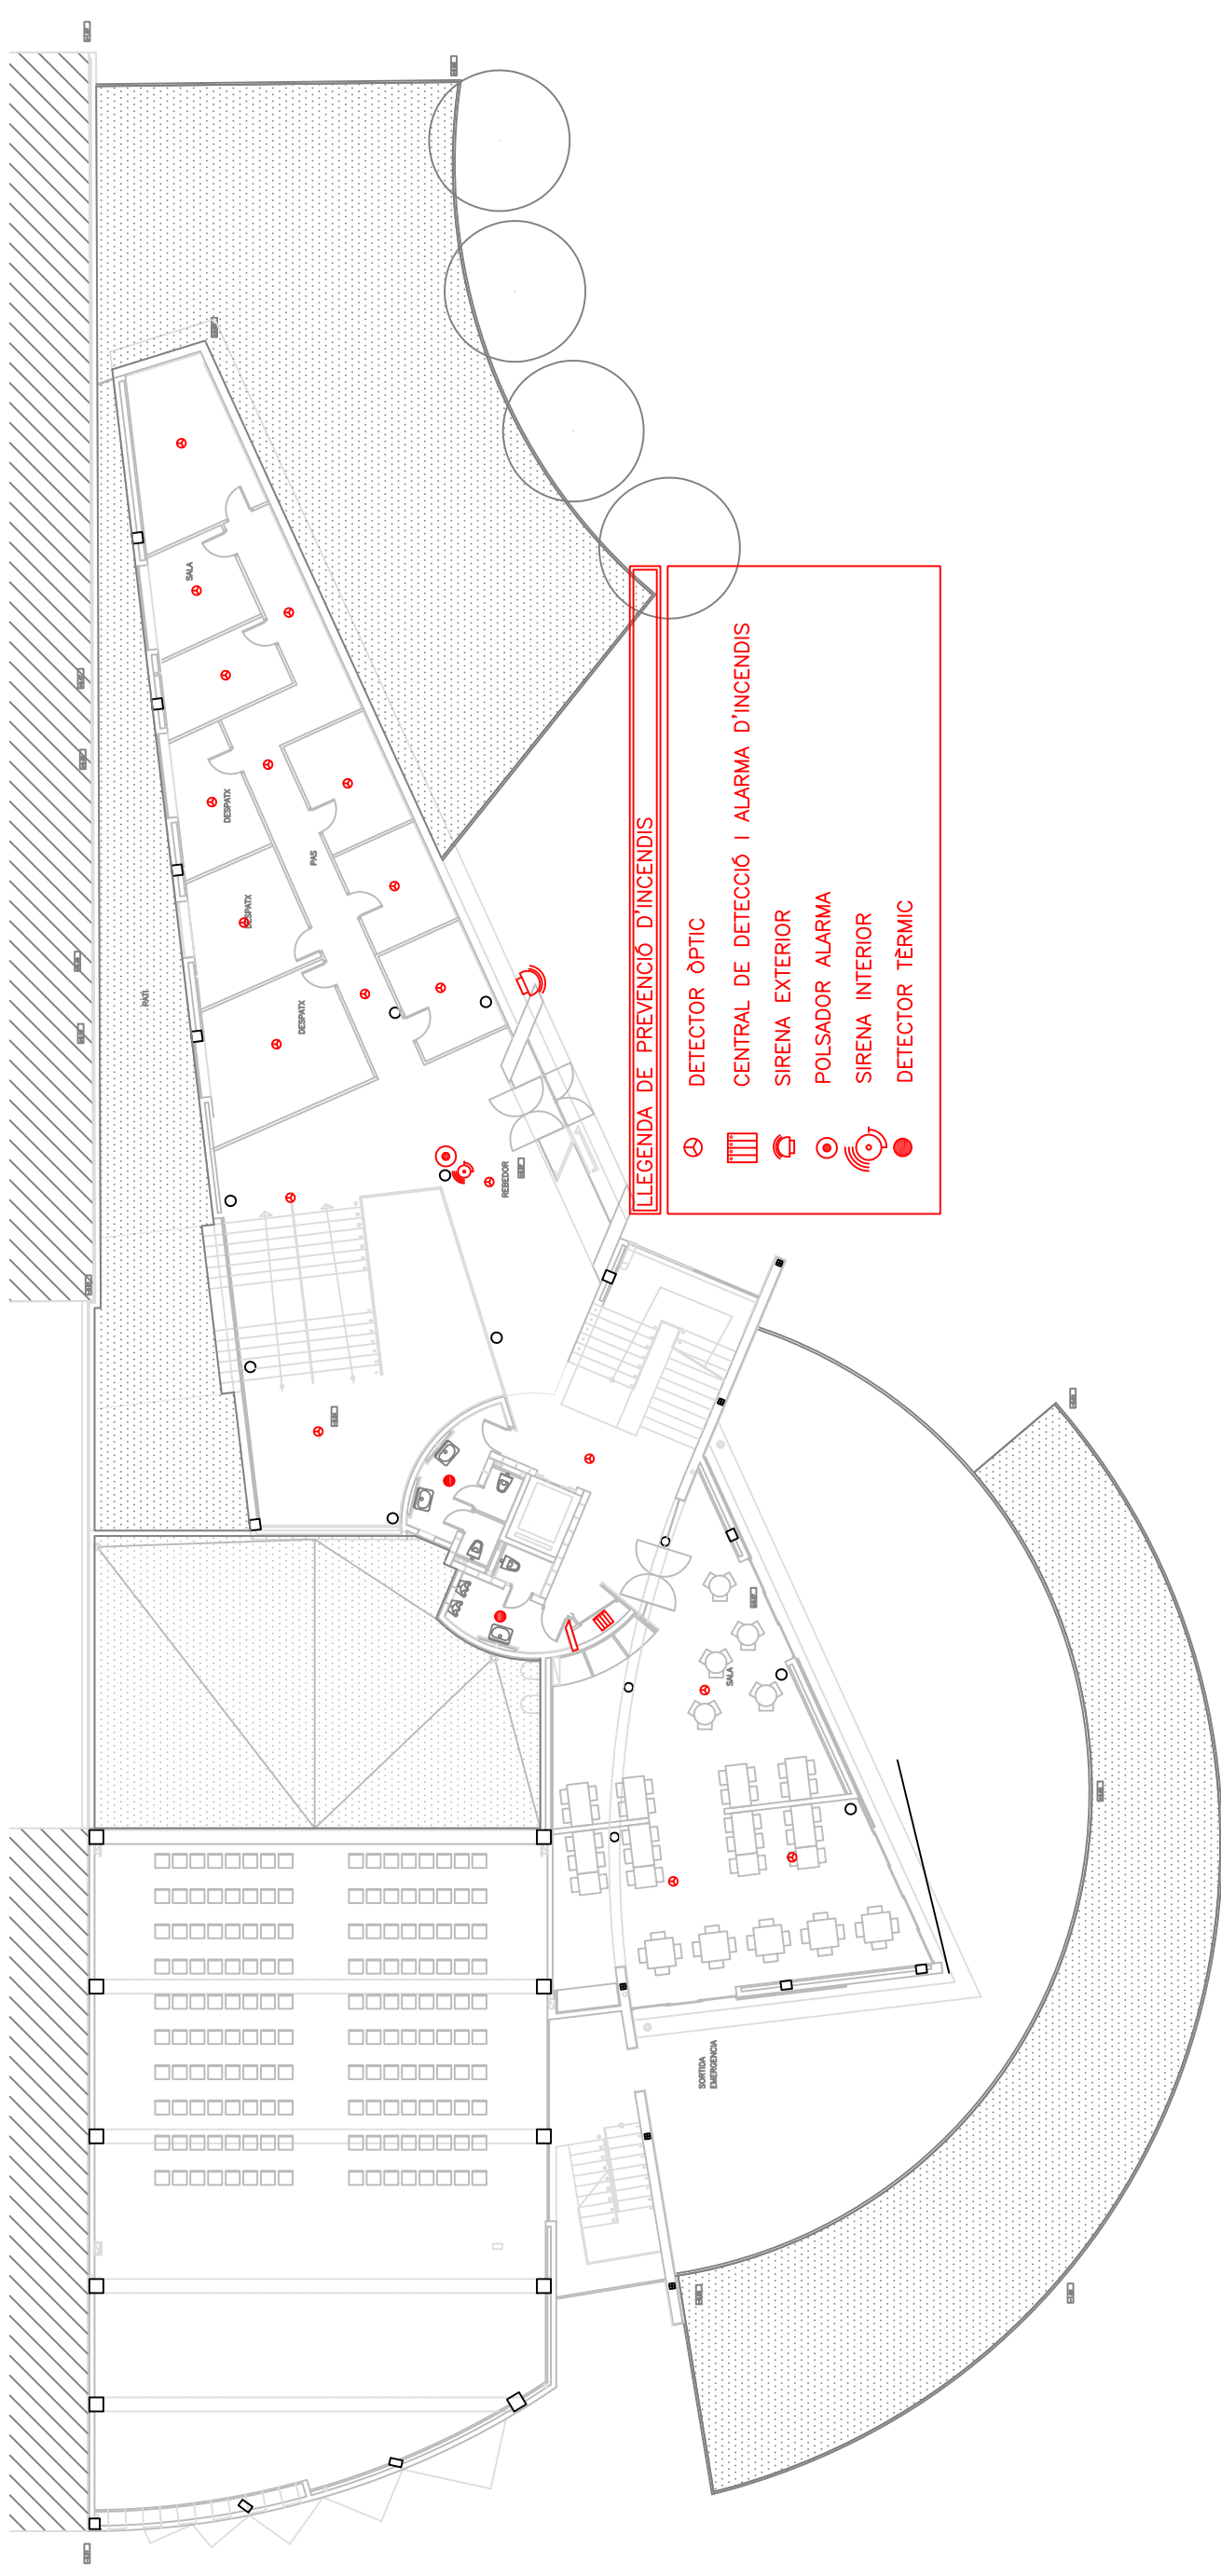 LLEGENDA DE PREVENCIÓ D'INCENDIS
DETECTOR ÒPTIC
CENTRAL DE DETECCIÓ I ALARMA D'INCENDIS
SIRENA EXTERIOR
POLSADOR ALARMA
SIRENA INTERIOR
DETECTOR TÈRMIC
PATI
SALA
DESPATX
DESPATX
DESPATX
PAS
REBEDOR
SALA
SORTIDA
EMERGENCIA